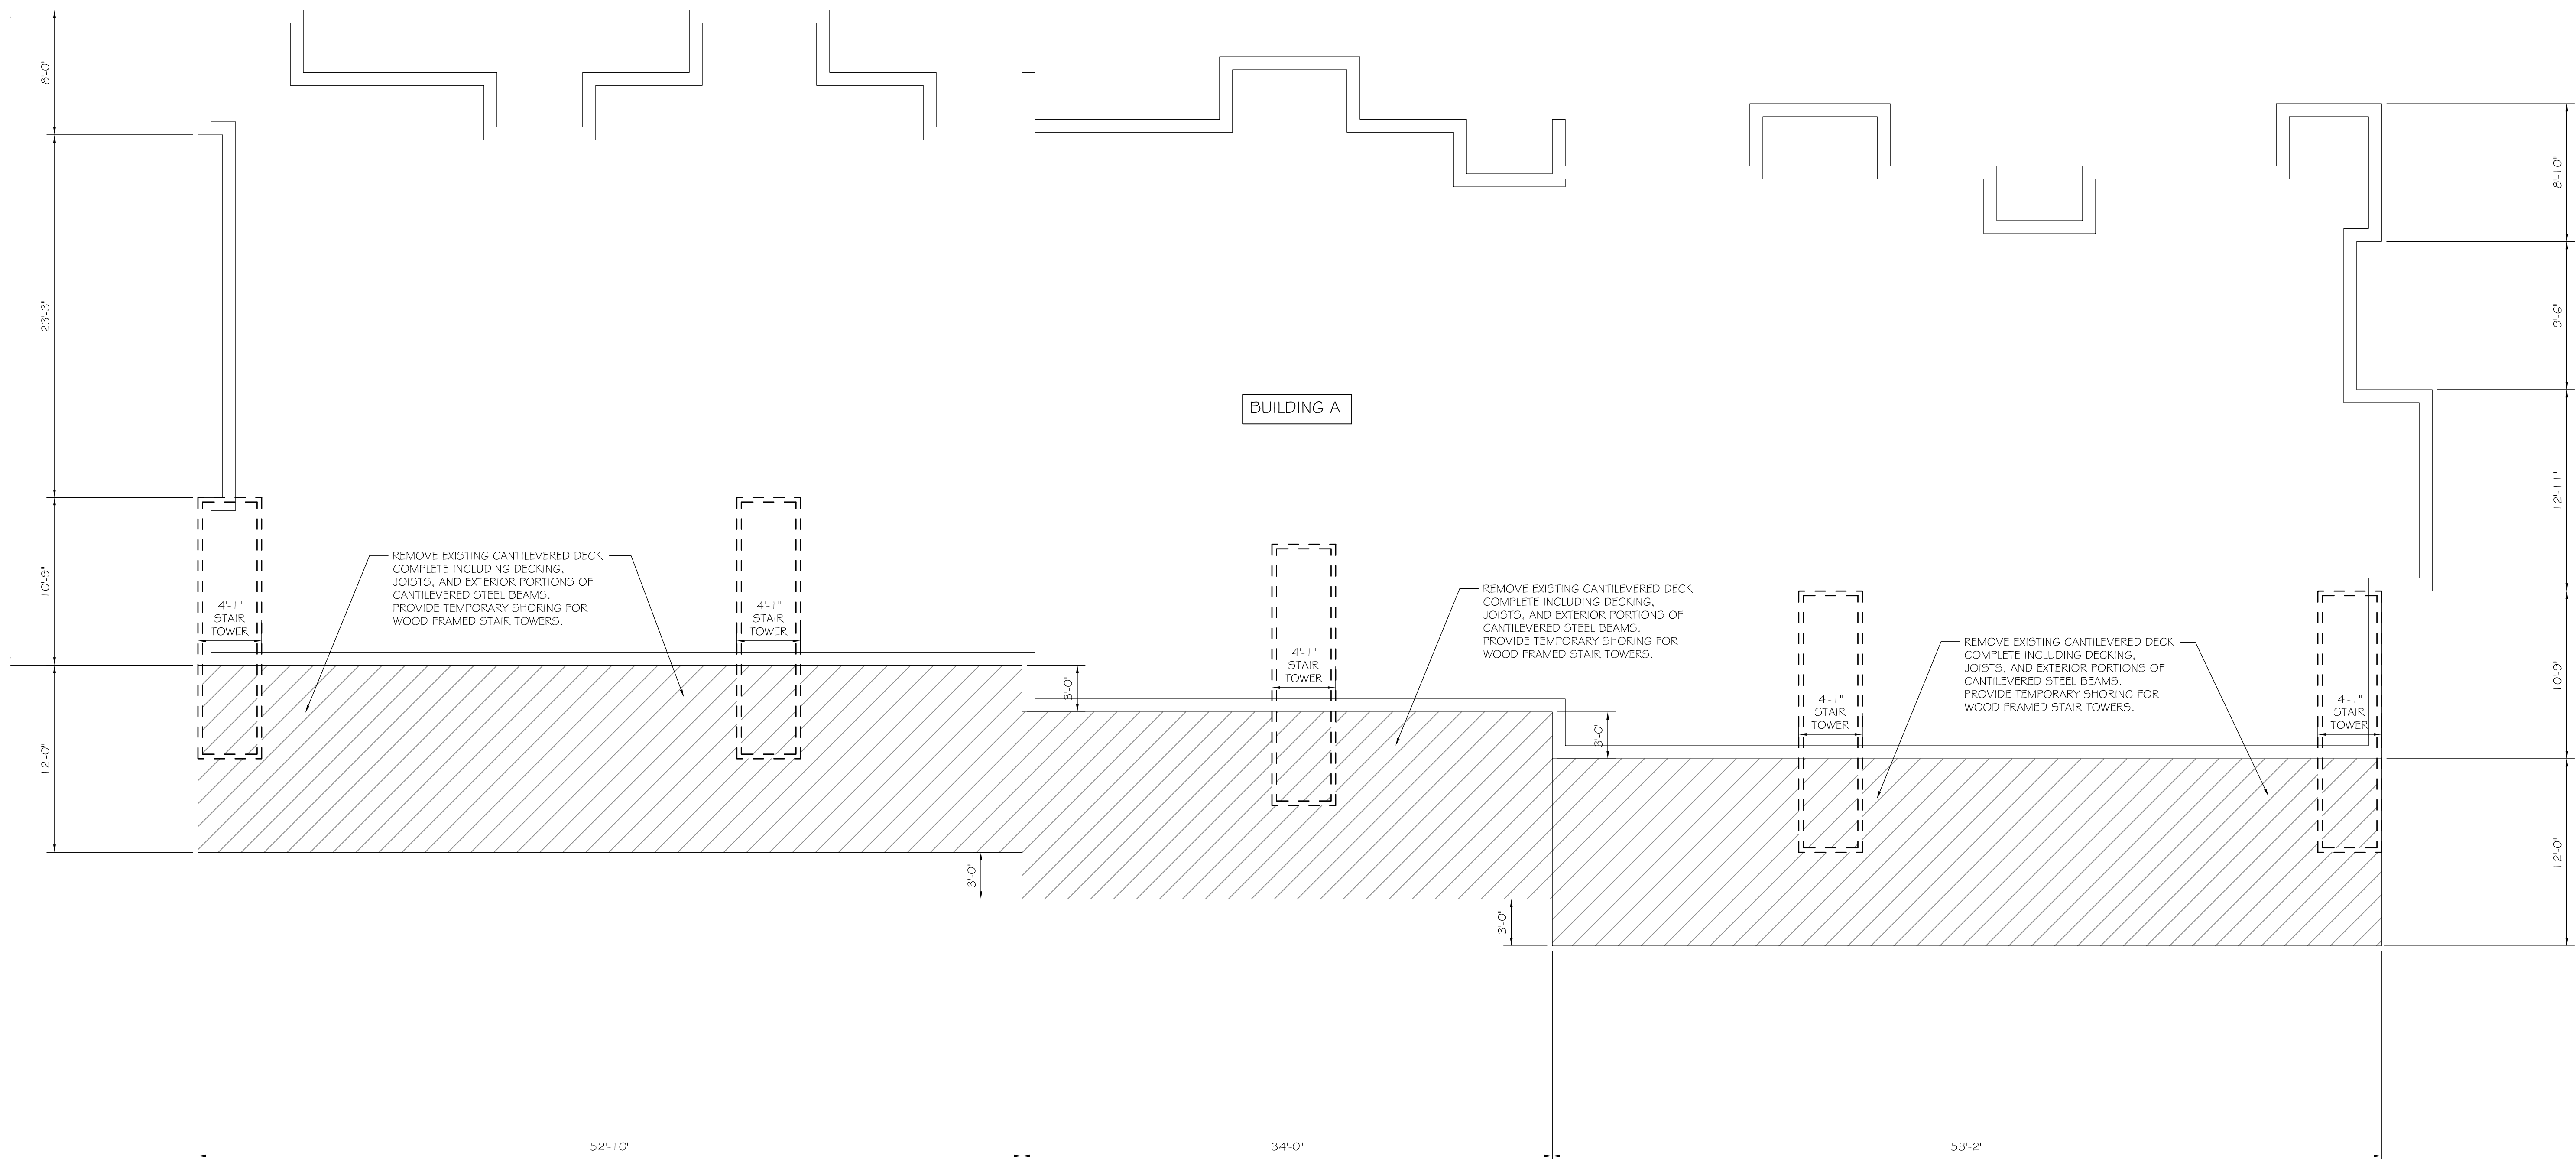 8'-0"
23'-3"
10'-9"
12'-0"
BUILDING A
8'-10"
9'-6"
12'-11"
10'-9"
12'-0"
REMOVE EXISTING CANTILEVERED DECK
COMPLETE INCLUDING DECKING,
JOISTS, AND EXTERIOR PORTIONS OF
CANTILEVERED STEEL BEAMS.
PROVIDE TEMPORARY SHORING FOR
WOOD FRAMED STAIR TOWERS.
4'-1"
STAIR
TOWER
4'-1"
STAIR
TOWER
REMOVE EXISTING CANTILEVERED DECK
COMPLETE INCLUDING DECKING,
JOISTS, AND EXTERIOR PORTIONS OF
CANTILEVERED STEEL BEAMS.
PROVIDE TEMPORARY SHORING FOR
WOOD FRAMED STAIR TOWERS.
4'-1"
STAIR
TOWER
REMOVE EXISTING CANTILEVERED DECK
COMPLETE INCLUDING DECKING,
JOISTS, AND EXTERIOR PORTIONS OF
CANTILEVERED STEEL BEAMS.
PROVIDE TEMPORARY SHORING FOR
WOOD FRAMED STAIR TOWERS.
4'-1"
STAIR
TOWER
4'-1"
STAIR
TOWER
3'-0"
3'-0"
3'-0"
3'-0"
52'-10"
34'-0"
53'-2"